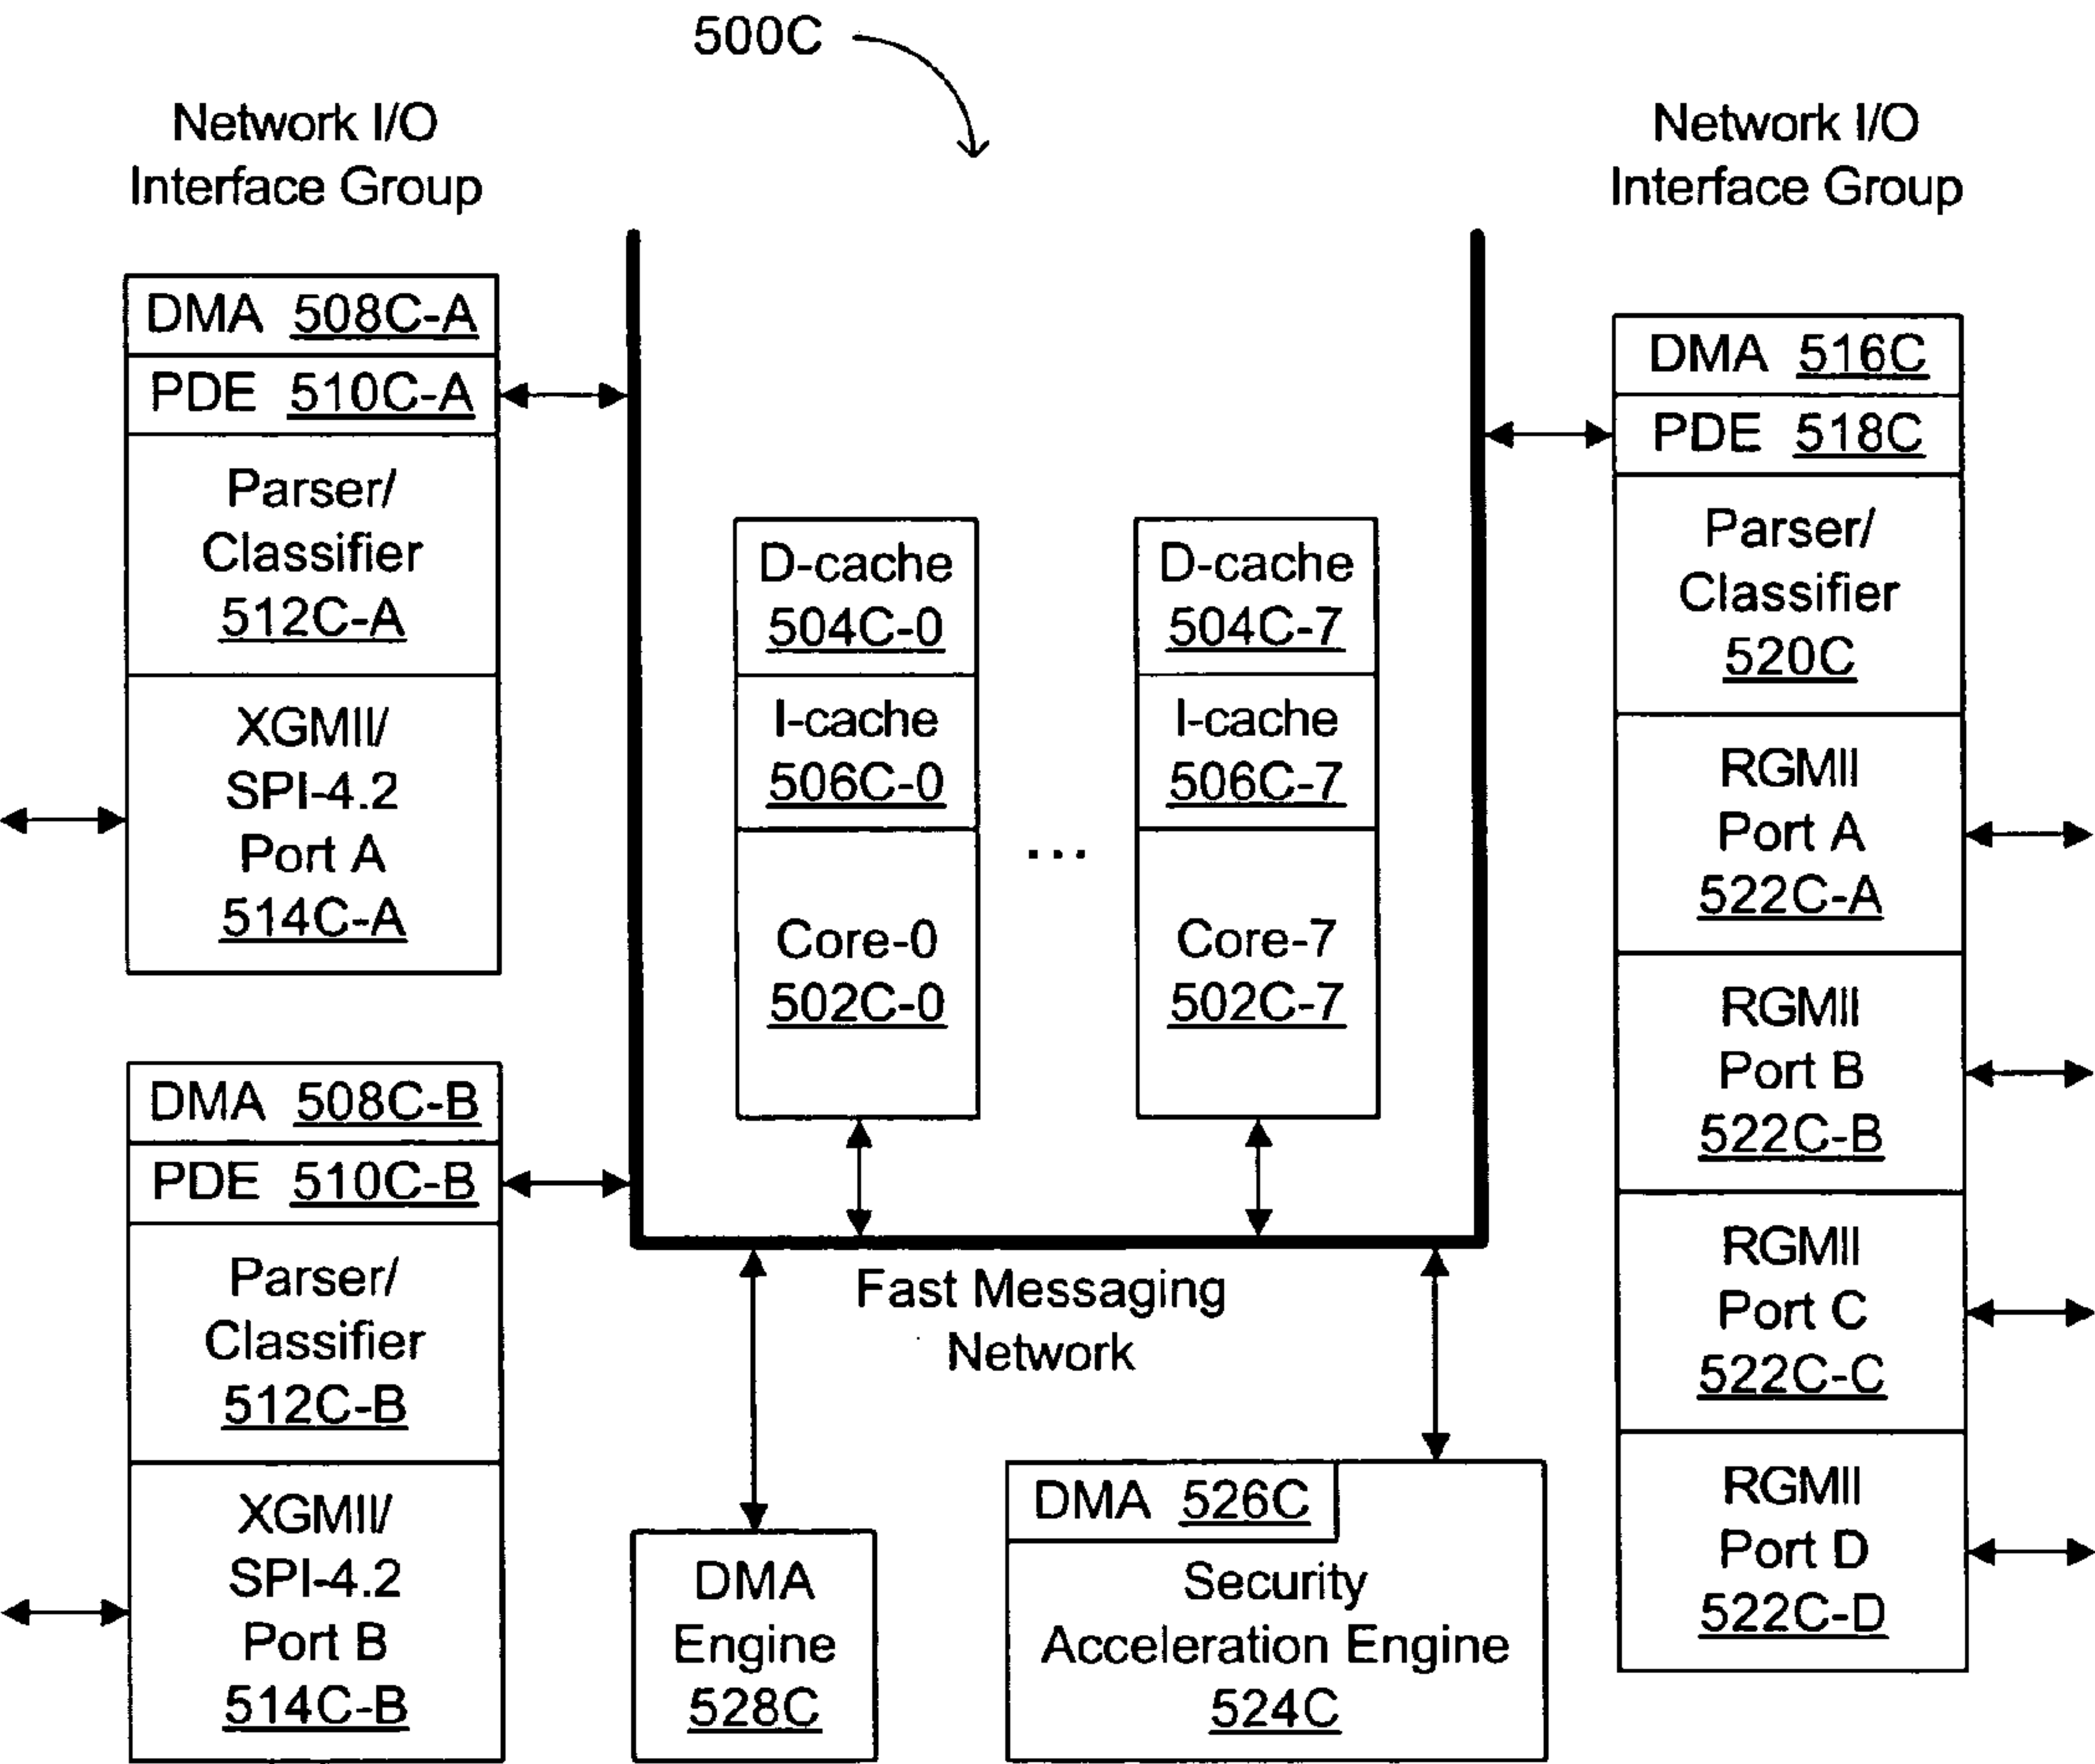 500C
Network I/O
Interface Group
DMA 508C-A
PDE 510C-A
Parser/
Classifier
512C-A
XGMII/
SPI-4.2
Port A
514C-A
DMA 508C-B
PDE 510C-B
Parser/
Classifier
512C-B
XGMII/
SPI-4.2
Port B
514C-B
D-cache
504C-0
I-cache
506C-0
Core-0
502C-0
...
D-cache
504C-7
I-cache
506C-7
Core-7
502C-7
Fast Messaging
Network
DMA
Engine
528C
DMA 526C
Security
Acceleration Engine
524C
Network I/O
Interface Group
DMA 516C
PDE 518C
Parser/
Classifier
520C
RGMII
Port A
522C-A
RGMII
Port B
522C-B
RGMII
Port C
522C-C
RGMII
Port D
522C-D